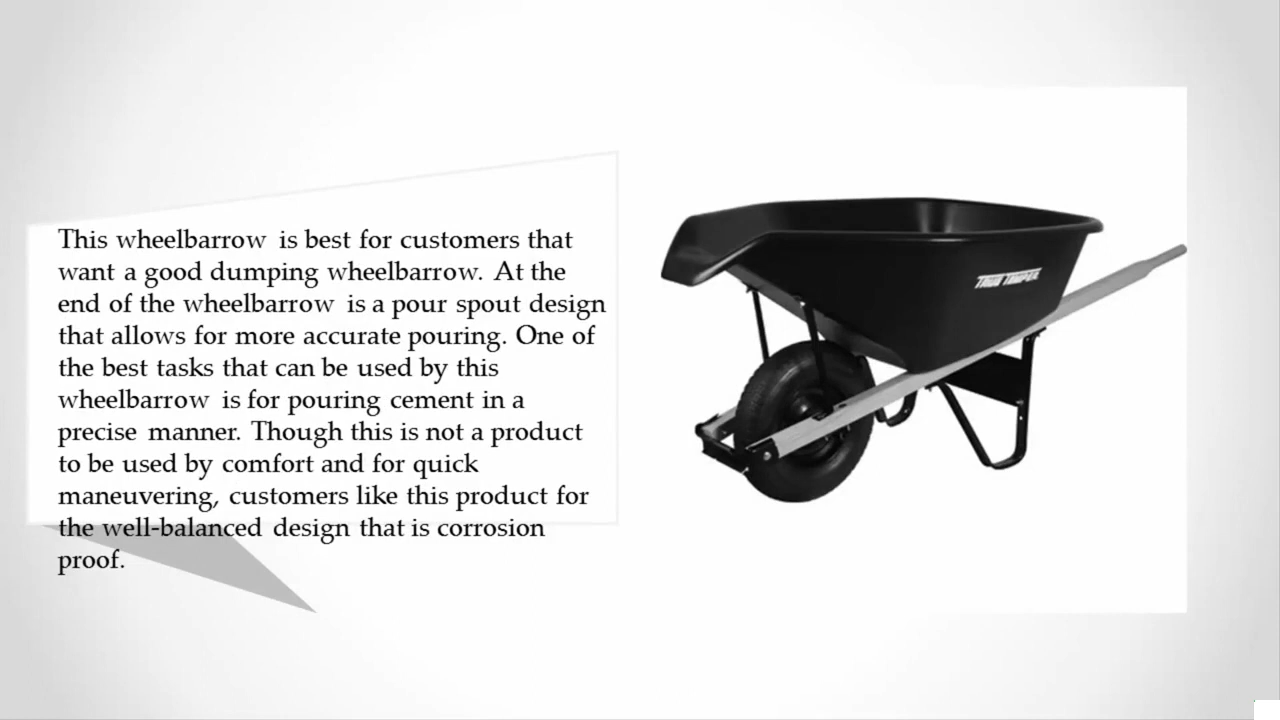 This wheelbarrow is best for customers that
want a good dumping wheelbarrow. At the
end of the wheelbarrow is a pour spout design
that allows for more accurate pouring. One of
the best tasks that can be used by this
wheelbarrow is for pouring cement in a
precise manner. Though this is not a product
to be used by comfort and for quick
maneuvering, customers like this product for
the well-balanced design that is corrosion
proof.
TRUE TEMPER